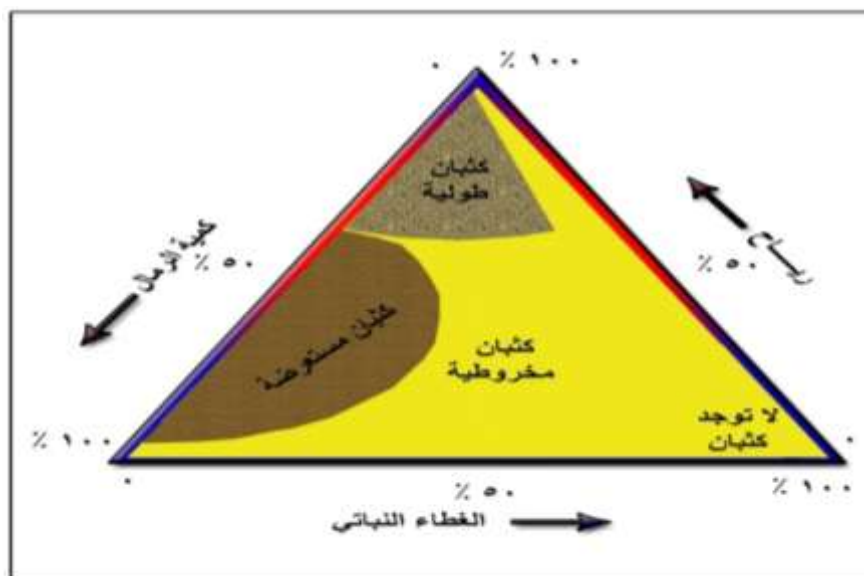 ٠
٪ ١٠٠
كثبان
طولية
كمية الرمال
٪ ٥٠
ريـــاح
٪ ٥٠
كثبان مستعرضة
كثبان
مخروطية
لا توجد
كثبان
٪ ١٠٠
٠
٠
٪ ٥٠
٪ ١٠٠
الغطاء النباتي